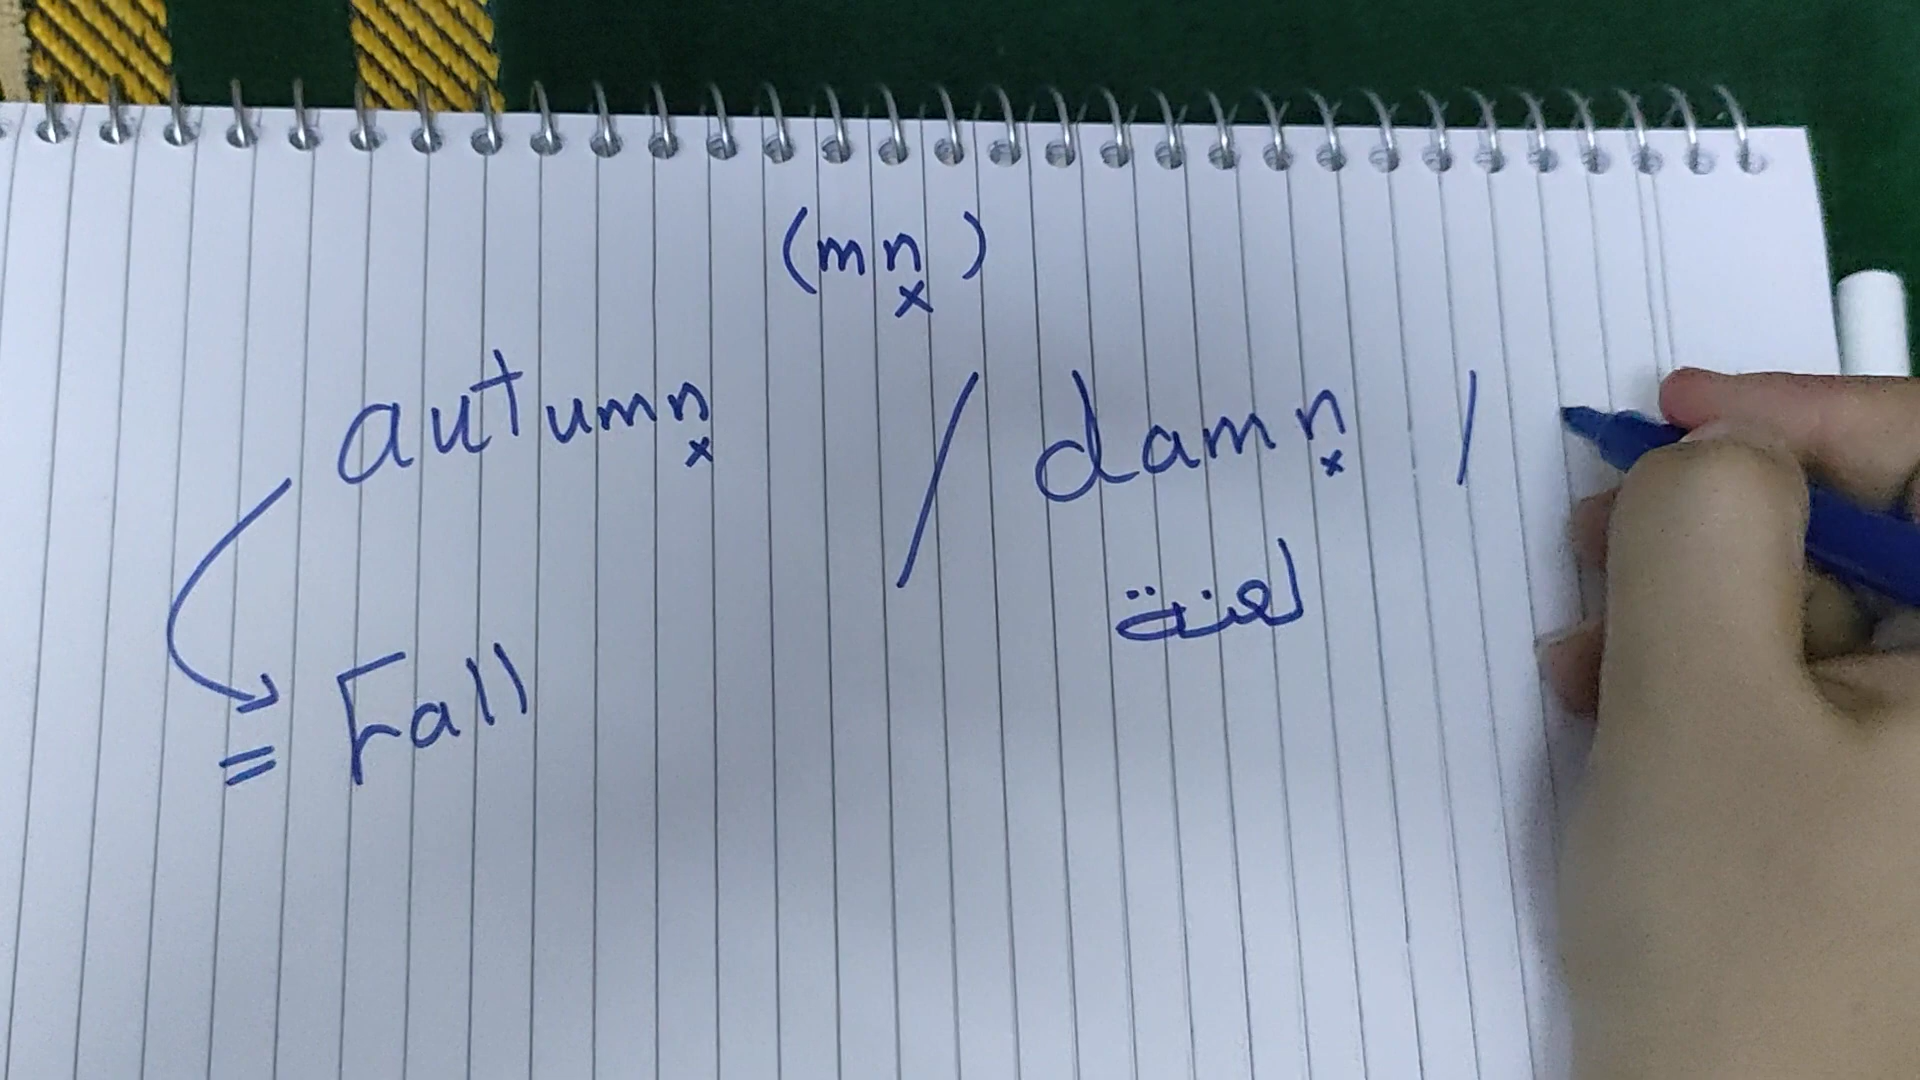 (mn)
x
autumn / damn /
x x
لعنة
= Fall